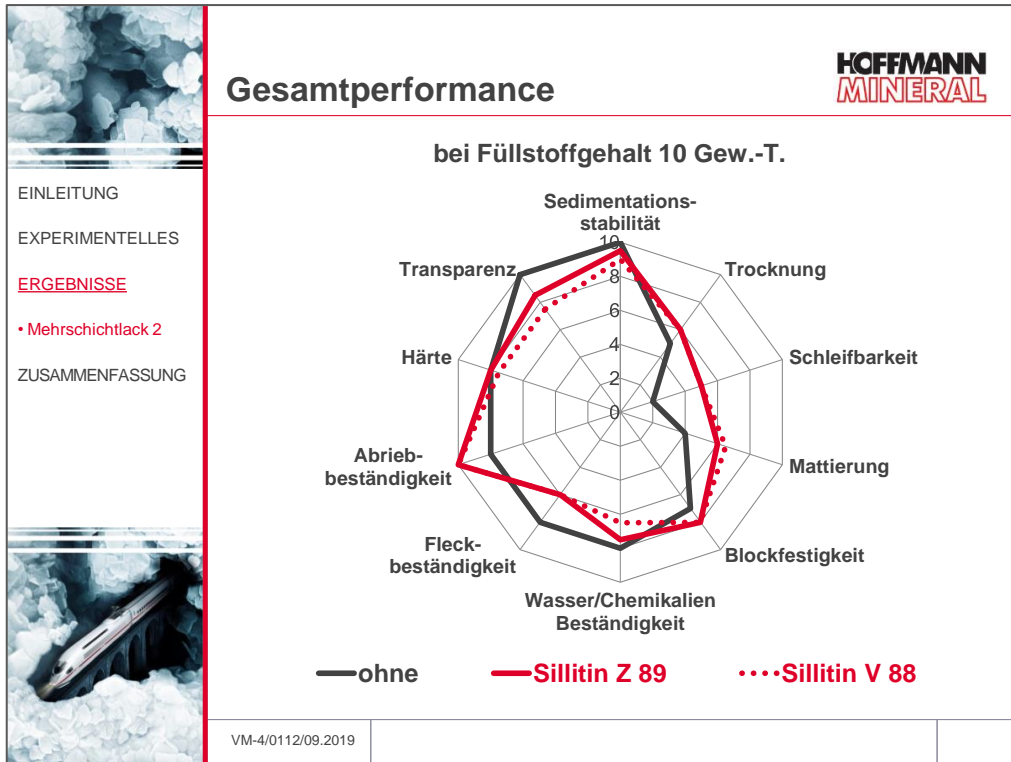 Gesamtperformance
HOFFMANN
MINERAL
EINLEITUNG
EXPERIMENTELLES
ERGEBNISSE
• Mehrschichtlack 2
ZUSAMMENFASSUNG
bei Füllstoffgehalt 10 Gew.-T.
Sedimentations-
stabilität
Trocknung
Schleifbarkeit
Mattierung
Blockfestigkeit
Wasser/Chemikalien
Beständigkeit
Fleck-
beständigkeit
Abrieb-
beständigkeit
Härte
Transparenz
10
8
6
4
2
0
ohne
Sillitin Z 89
Sillitin V 88
VM-4/0112/09.2019